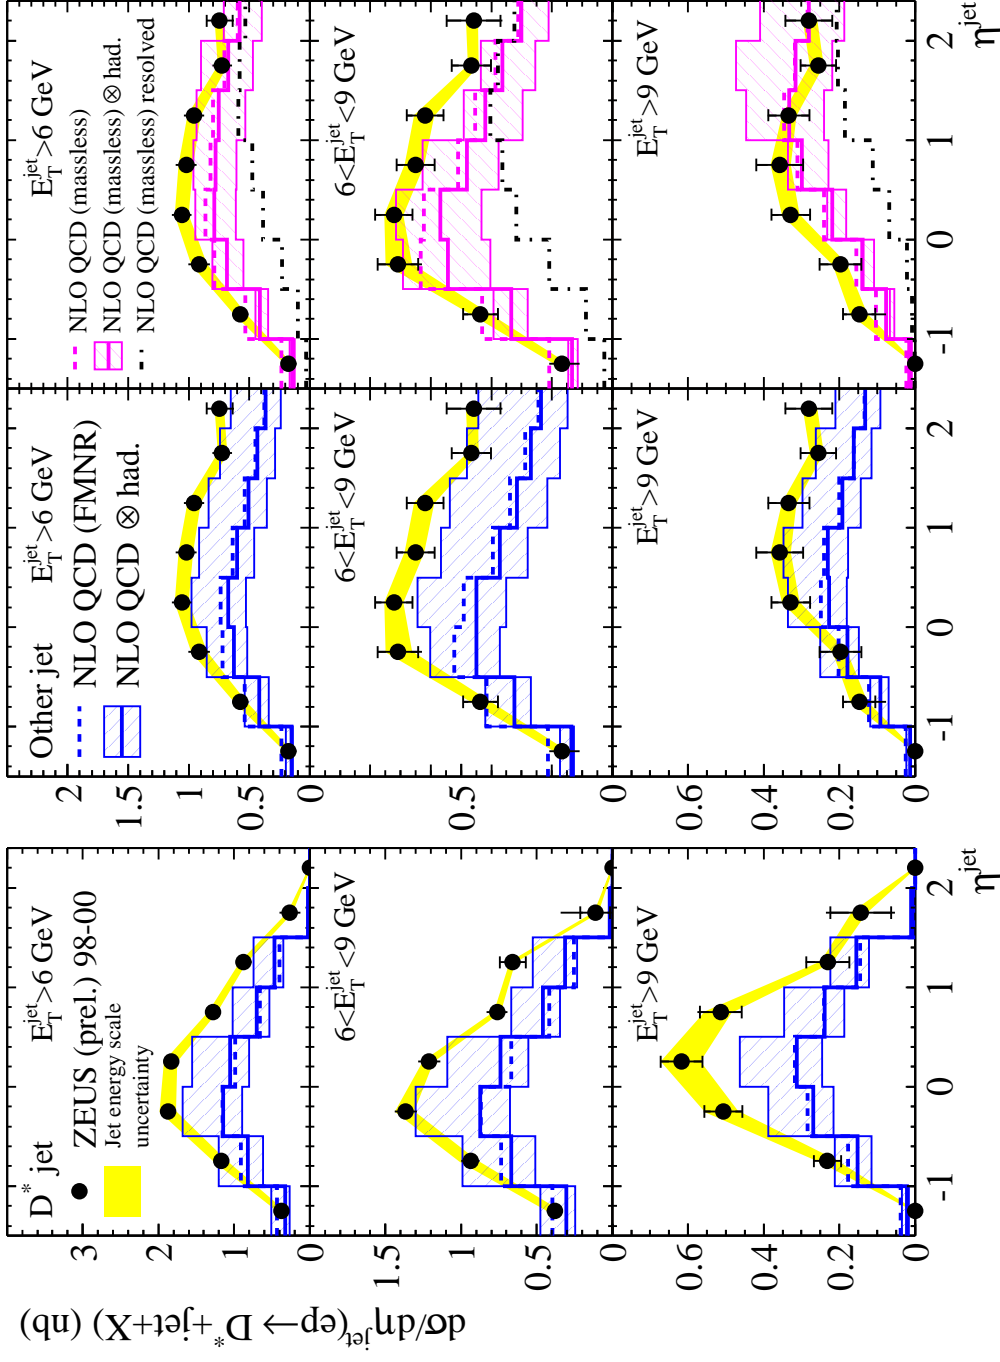 dσ/dη^jet(ep→ D*+jet+X) (nb)
D* jet
E_T^jet>6 GeV
ZEUS (prel.) 98-00
Jet energy scale
uncertainty
3
2
1
0
6<E_T^jet<9 GeV
1.5
1
0.5
0
E_T^jet>9 GeV
0.8
0.6
0.4
0.2
0
-1
0
1
2
η^jet
Other jet
E_T^jet>6 GeV
NLO QCD (FMNR)
NLO QCD ⊗ had.
2
1.5
1
0.5
0
6<E_T^jet<9 GeV
0.5
0
E_T^jet>9 GeV
0.6
0.4
0.2
0
-1
0
1
2
E_T^jet>6 GeV
NLO QCD (massless)
NLO QCD (massless) ⊗ had.
NLO QCD (massless) resolved
6<E_T^jet<9 GeV
E_T^jet>9 GeV
-1
0
1
2
η^jet